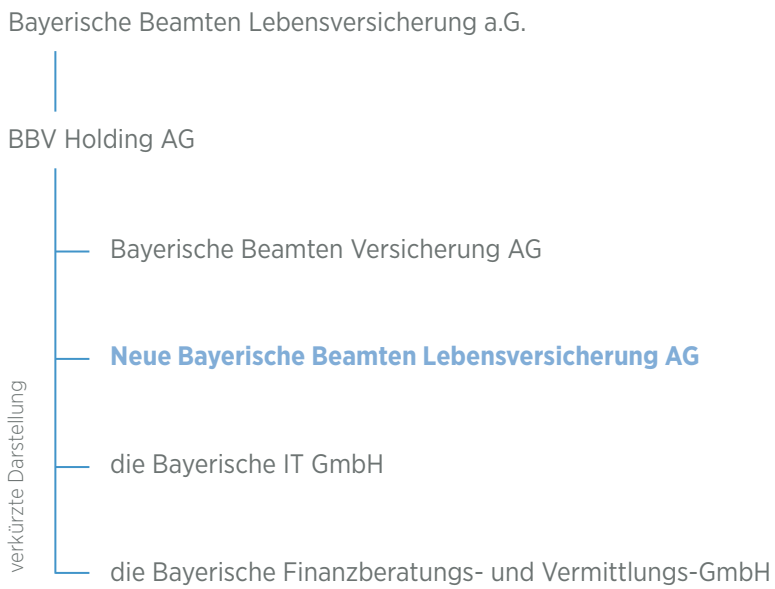 Bayerische Beamten Lebensversicherung a.G.
BBV Holding AG
Bayerische Beamten Versicherung AG
Neue Bayerische Beamten Lebensversicherung AG
die Bayerische IT GmbH
die Bayerische Finanzberatungs- und Vermittlungs-GmbH
verkürzte Darstellung